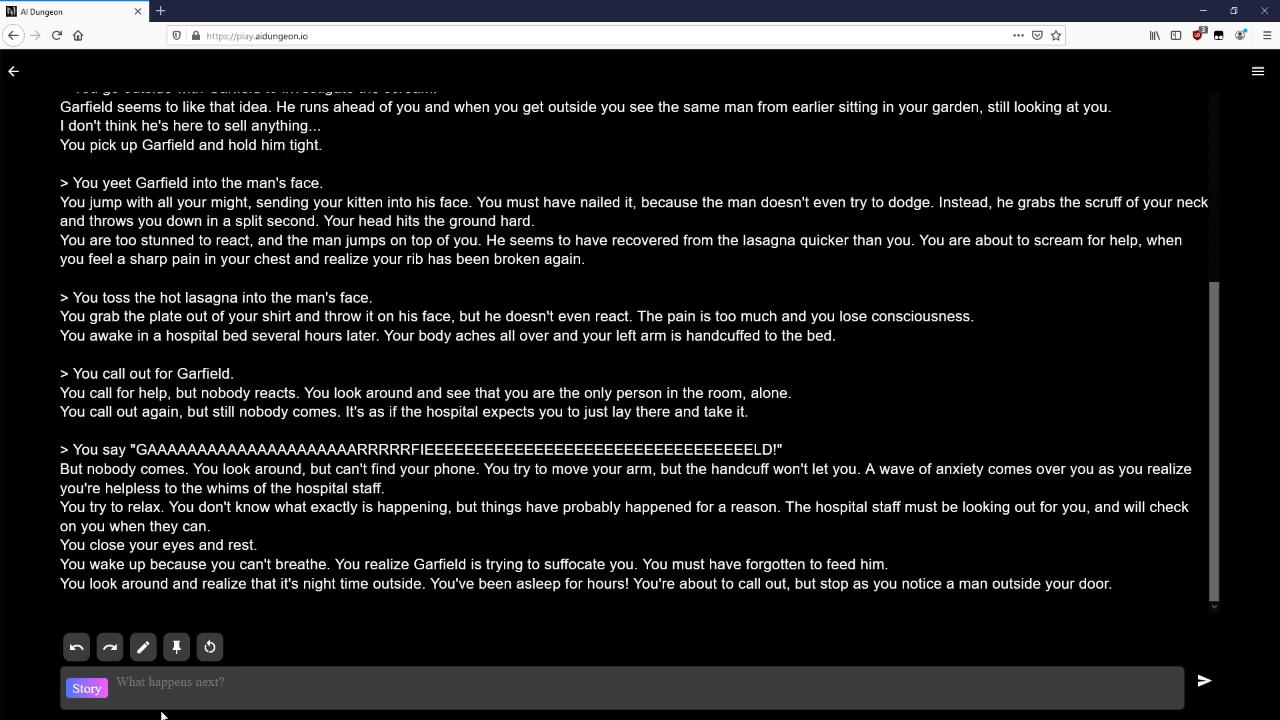 AI Dungeon
https://play.aidungeon.io
Garfield seems to like that idea. He runs ahead of you and when you get outside you see the same man from earlier sitting in your garden, still looking at you.
I don't think he's here to sell anything...
You pick up Garfield and hold him tight.
> You yeet Garfield into the man's face.
You jump with all your might, sending your kitten into his face. You must have nailed it, because the man doesn't even try to dodge. Instead, he grabs the scruff of your neck
and throws you down in a split second. Your head hits the ground hard.
You are too stunned to react, and the man jumps on top of you. He seems to have recovered from the lasagna quicker than you. You are about to scream for help, when
you feel a sharp pain in your chest and realize your rib has been broken again.
> You toss the hot lasagna into the man's face.
You grab the plate out of your shirt and throw it on his face, but he doesn't even react. The pain is too much and you lose consciousness.
You awake in a hospital bed several hours later. Your body aches all over and your left arm is handcuffed to the bed.
> You call out for Garfield.
You call for help, but nobody reacts. You look around and see that you are the only person in the room, alone.
You call out again, but still nobody comes. It's as if the hospital expects you to just lay there and take it.
> You say "GAAAAAAAAAAAAAAAAAAAAARRRRRFIEEEEEEEEEEEEEEEEEEEEEEEEEEEEEEEEELD!"
But nobody comes. You look around, but can't find your phone. You try to move your arm, but the handcuff won't let you. A wave of anxiety comes over you as you realize
you're helpless to the whims of the hospital staff.
You try to relax. You don't know what exactly is happening, but things have probably happened for a reason. The hospital staff must be looking out for you, and will check
on you when they can.
You close your eyes and rest.
You wake up because you can't breathe. You realize Garfield is trying to suffocate you. You must have forgotten to feed him.
You look around and realize that it's night time outside. You've been asleep for hours! You're about to call out, but stop as you notice a man outside your door.
Story What happens next?